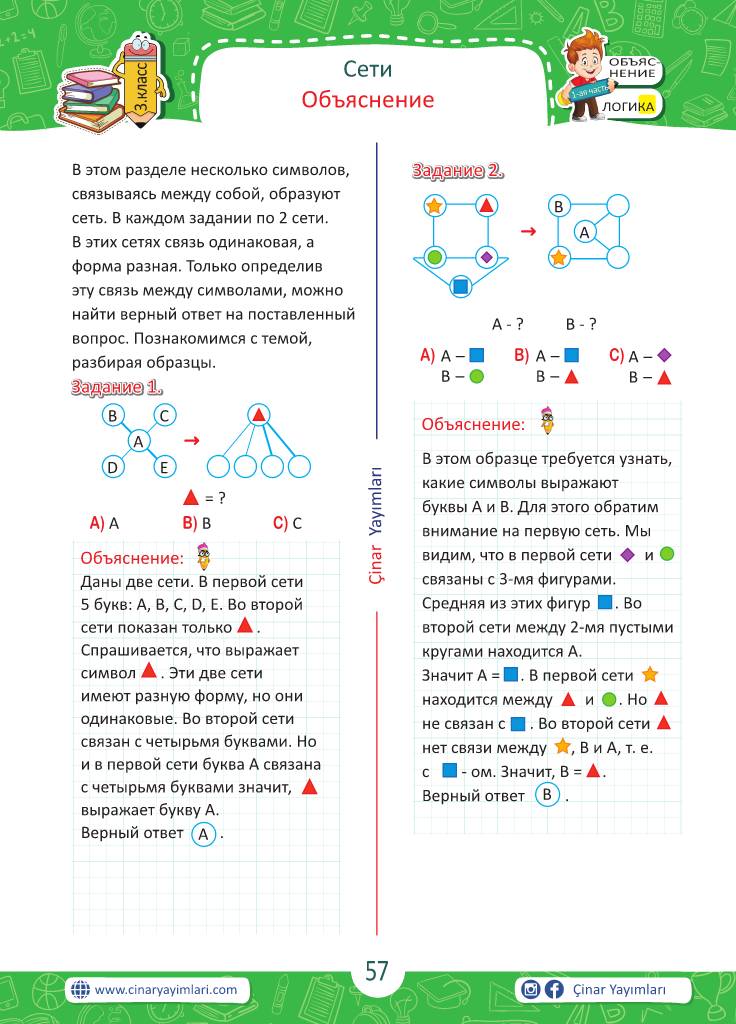 3.класс
Сети
Объяснение
ОБЪЯС-
НЕНИЕ
1-ая часть
ЛОГИКА
В этом разделе несколько символов,
связываясь между собой, образуют
сеть. В каждом задании по 2 сети.
В этих сетях связь одинаковая, а
форма разная. Только определив
эту связь между символами, можно
найти верный ответ на поставленный
вопрос. Познакомимся с темой,
разбирая образцы.
Задание 1.
B C
A
D E
= ?
A) A B) B C) C
Объяснение:
Даны две сети. В первой сети
5 букв: A, B, C, D, E. Во второй
сети показан только .
Спрашивается, что выражает
символ . Эти две сети
имеют разную форму, но они
одинаковые. Во второй сети
связан с четырьмя буквами. Но
и в первой сети буква A связана
с четырьмя буквами значит,
выражает букву A.
Верный ответ A .
Çinar Yayımları
Задание 2.
B
A
A - ? B - ?
A) A – B) A – C) A –
B – B – B –
Объяснение:
В этом образце требуется узнать,
какие символы выражают
буквы A и B. Для этого обратим
внимание на первую сеть. Мы
видим, что в первой сети и
связаны с 3-мя фигурами.
Средняя из этих фигур . Во
второй сети между 2-мя пустыми
кругами находится A.
Значит A = . В первой сети
находится между и . Но
не связан с . Во второй сети
нет связи между , B и A, т. е.
с - ом. Значит, B = .
Верный ответ B .
www.cinaryayimlari.com
57
Çinar Yayımları